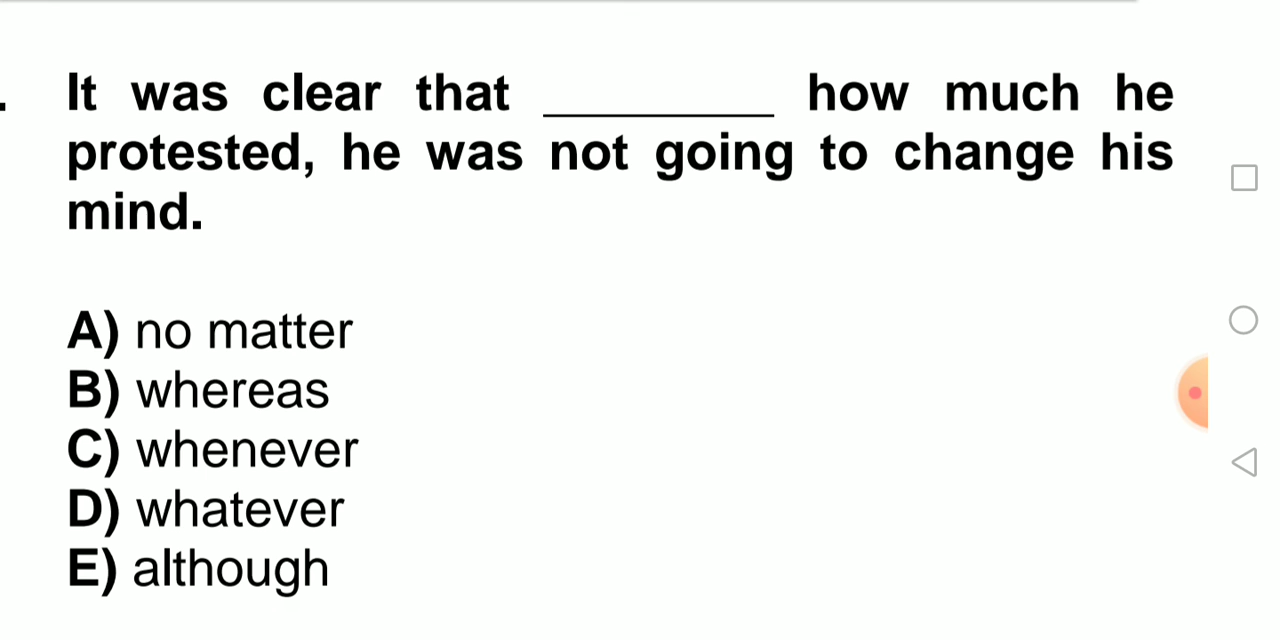 . It was clear that ________ how much he
protested, he was not going to change his
mind.
A) no matter
B) whereas
C) whenever
D) whatever
E) although